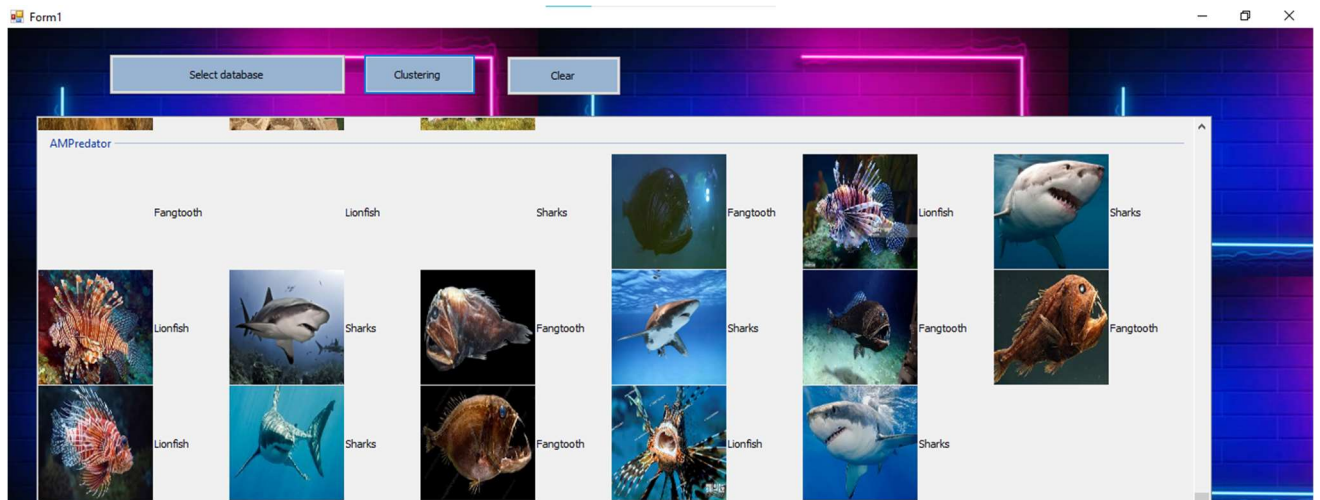 Form1
Select database
Clustering
Clear
AMPredator
Fangtooth
Lionfish
Sharks
Fangtooth
Lionfish
Sharks
Lionfish
Sharks
Fangtooth
Sharks
Fangtooth
Fangtooth
Lionfish
Sharks
Fangtooth
Lionfish
Sharks